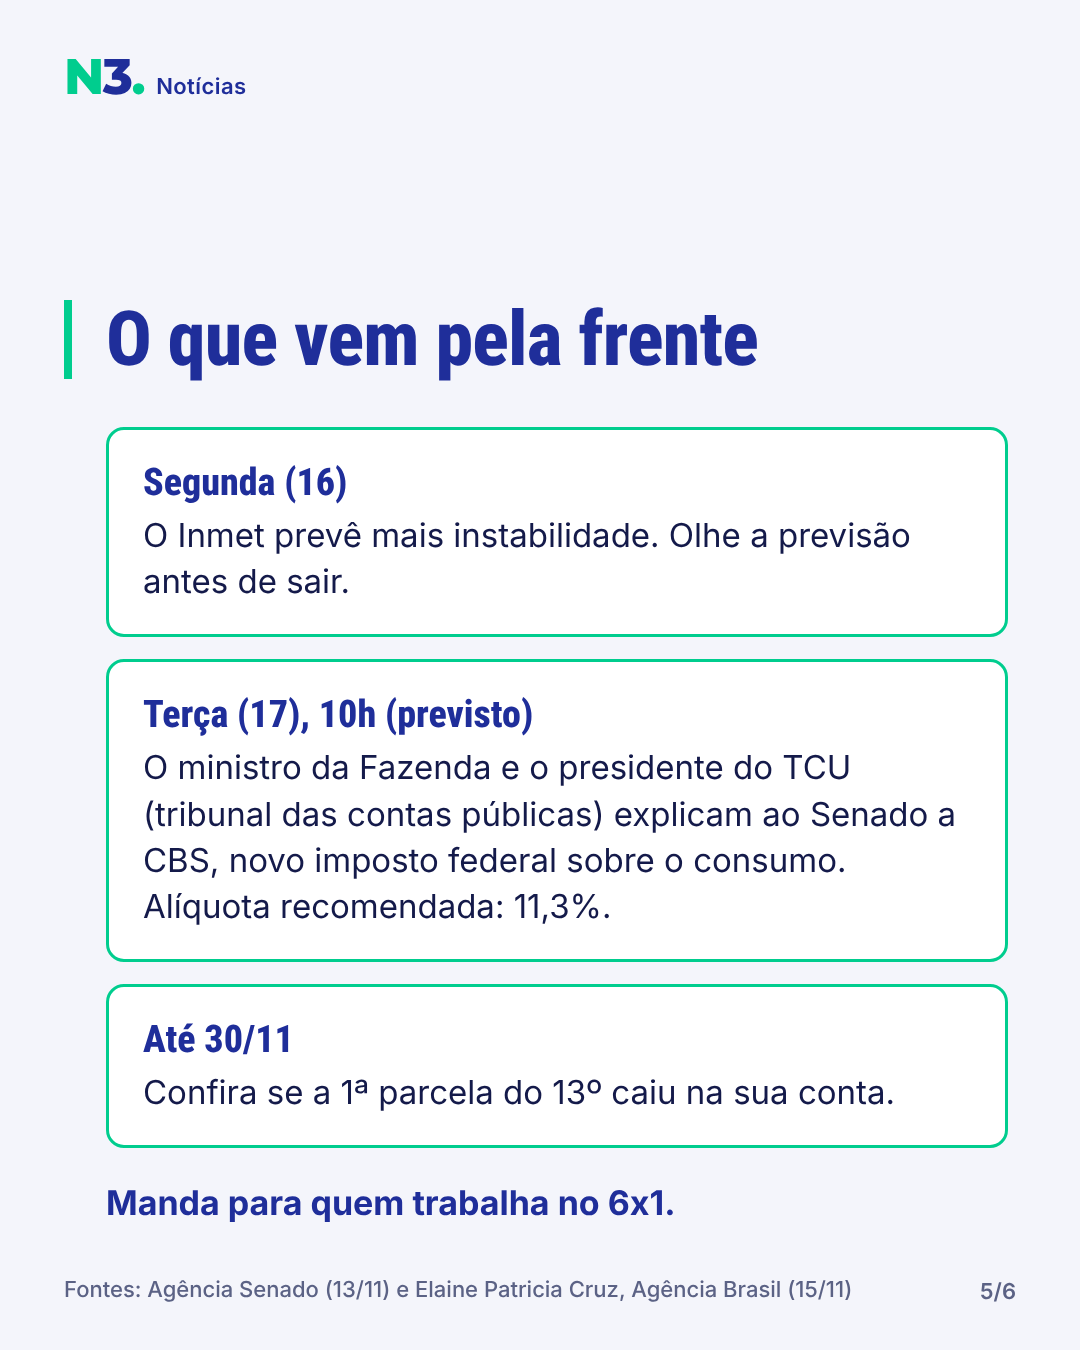 N3. Notícias
O que vem pela frente
Segunda (16)
O Inmet prevê mais instabilidade. Olhe a previsão
antes de sair.
Terça (17), 10h (previsto)
O ministro da Fazenda e o presidente do TCU
(tribunal das contas públicas) explicam ao Senado a
CBS, novo imposto federal sobre o consumo.
Alíquota recomendada: 11,3%.
Até 30/11
Confira se a 1ª parcela do 13º caiu na sua conta.
Manda para quem trabalha no 6x1.
Fontes: Agência Senado (13/11) e Elaine Patricia Cruz, Agência Brasil (15/11)
5/6